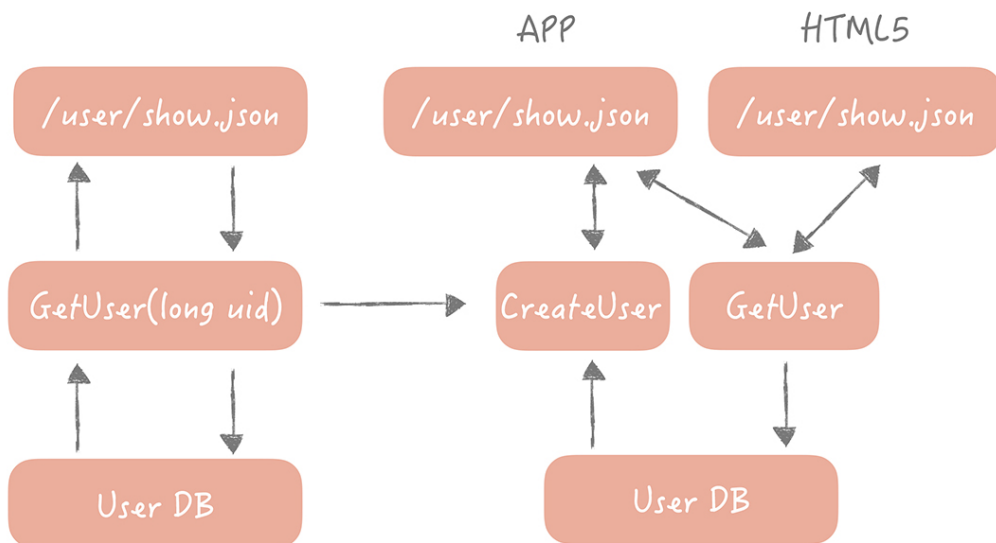 APP
HTML5
/user/show.json
/user/show.json
/user/show.json
GetUser(long uid)
CreateUser
GetUser
User DB
User DB